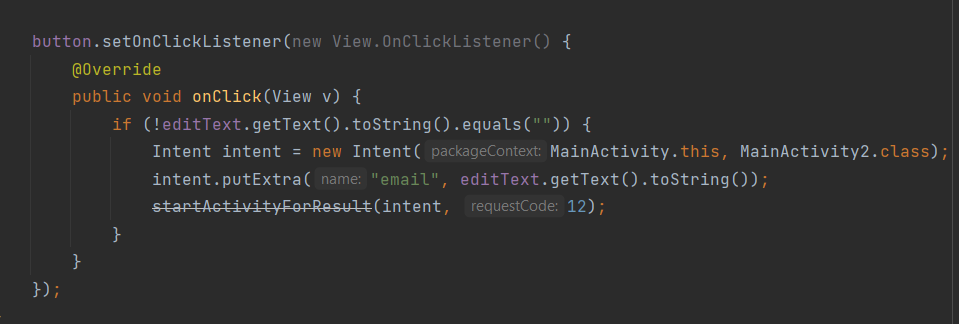 button.setOnClickListener(new View.OnClickListener() {
@Override
public void onClick(View v) {
if (!editText.getText().toString().equals("")) {
Intent intent = new Intent( packageContext: MainActivity.this, MainActivity2.class);
intent.putExtra( name: "email", editText.getText().toString());
startActivityForResult(intent, requestCode: 12);
}
}
});